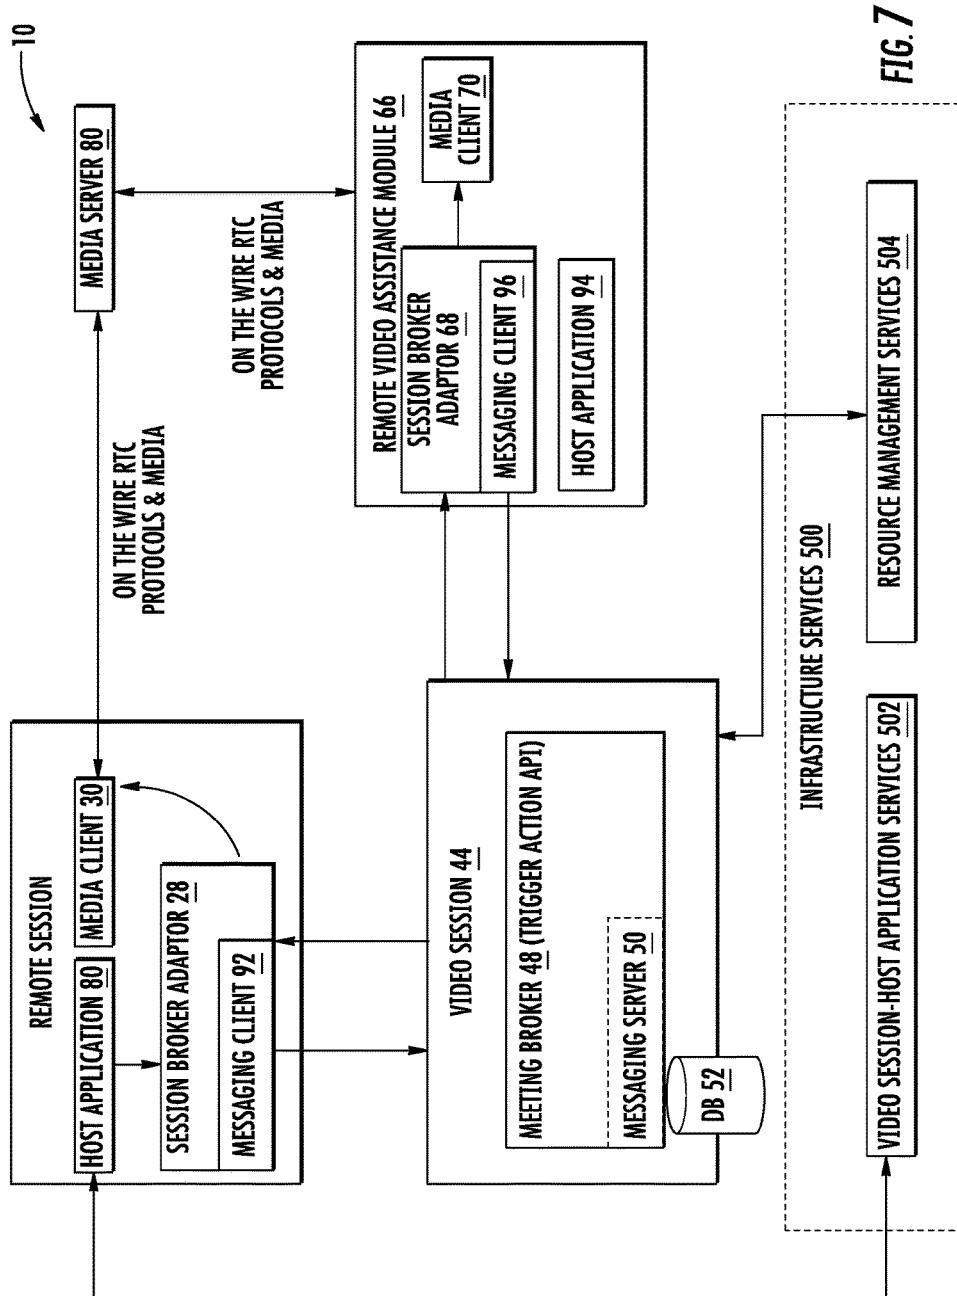 10
REMOTE SESSION
HOST APPLICATION 80
MEDIA CLIENT 30
SESSION BROKER ADAPTOR 28
MESSAGING CLIENT 92
ON THE WIRE RTC
PROTOCOLS & MEDIA
MEDIA SERVER 80
ON THE WIRE RTC
PROTOCOLS & MEDIA
VIDEO SESSION 44
MEETING BROKER 48 (TRIGGER ACTION API)
MESSAGING SERVER 50
DB 52
REMOTE VIDEO ASSISTANCE MODULE 66
SESSION BROKER
ADAPTOR 68
MESSAGING CLIENT 96
MEDIA
CLIENT 70
HOST APPLICATION 94
INFRASTRUCTURE SERVICES 500
VIDEO SESSION-HOST APPLICATION SERVICES 502
RESOURCE MANAGEMENT SERVICES 504
FIG. 7